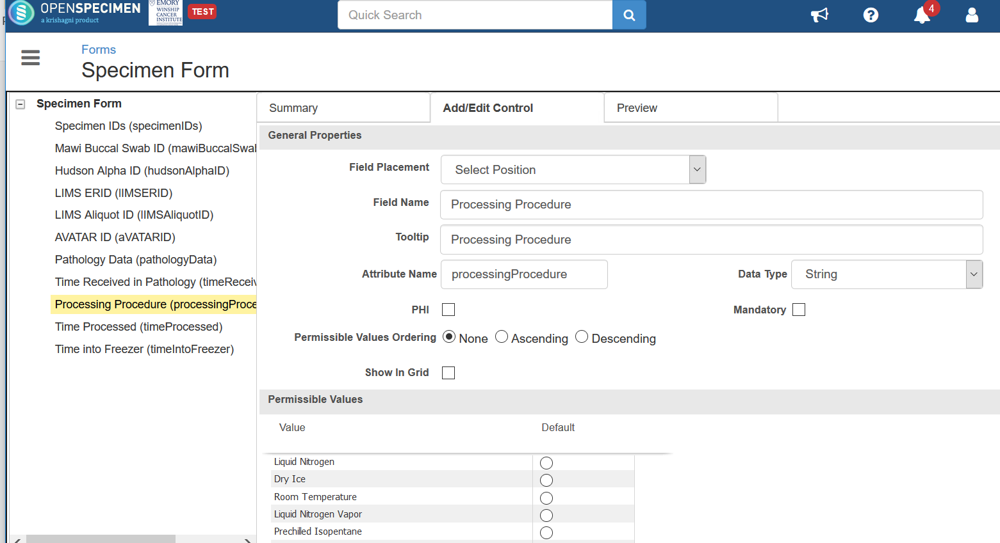 OPENSPECIMEN
a krishagni product
EMORY
WINSHIP
CANCER
INSTITUTE
TEST
Quick Search
4
Forms
Specimen Form
Specimen Form
Specimen IDs (specimenIDs)
Mawi Buccal Swab ID (mawiBuccalSwab
Hudson Alpha ID (hudsonAlphaID)
LIMS ERID (lIMSERID)
LIMS Aliquot ID (lIMSAliquotID)
AVATAR ID (aVATARID)
Pathology Data (pathologyData)
Time Received in Pathology (timeReceiv
Processing Procedure (processingProce
Time Processed (timeProcessed)
Time into Freezer (timeIntoFreezer)
Summary
Add/Edit Control
Preview
General Properties
Field Placement
Select Position
Field Name
Processing Procedure
Tooltip
Processing Procedure
Attribute Name
processingProcedure
Data Type
String
PHI
Mandatory
Permissible Values Ordering
None
Ascending
Descending
Show In Grid
Permissible Values
Value
Default
Liquid Nitrogen
Dry Ice
Room Temperature
Liquid Nitrogen Vapor
Prechilled Isopentane